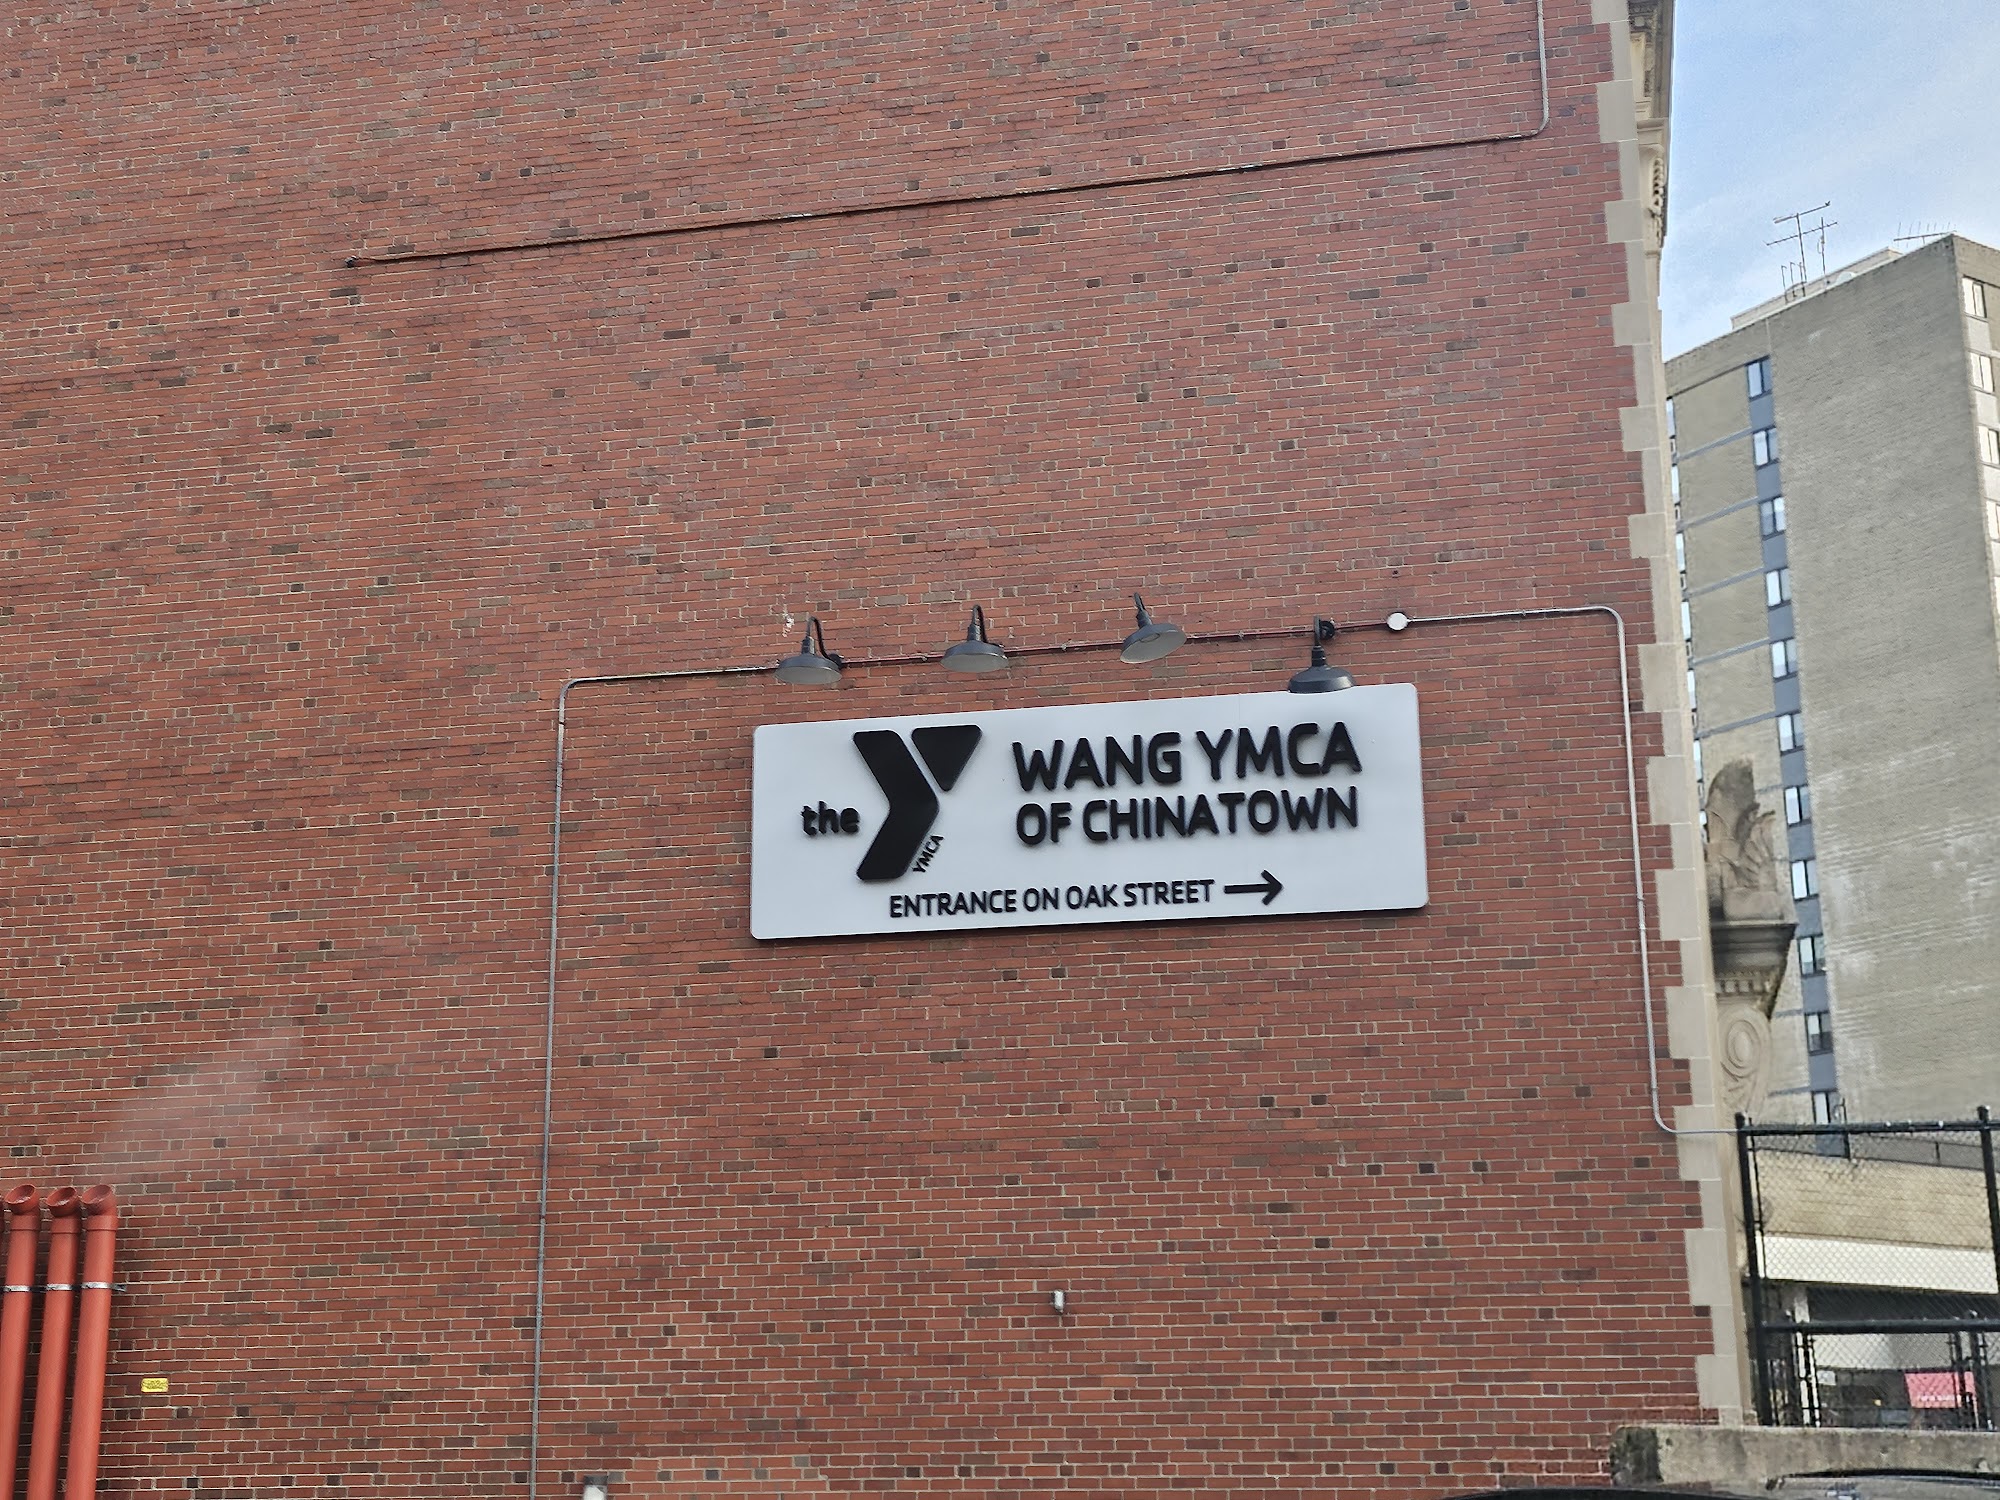 the
YMCA
WANG YMCA
OF CHINATOWN
ENTRANCE ON OAK STREET